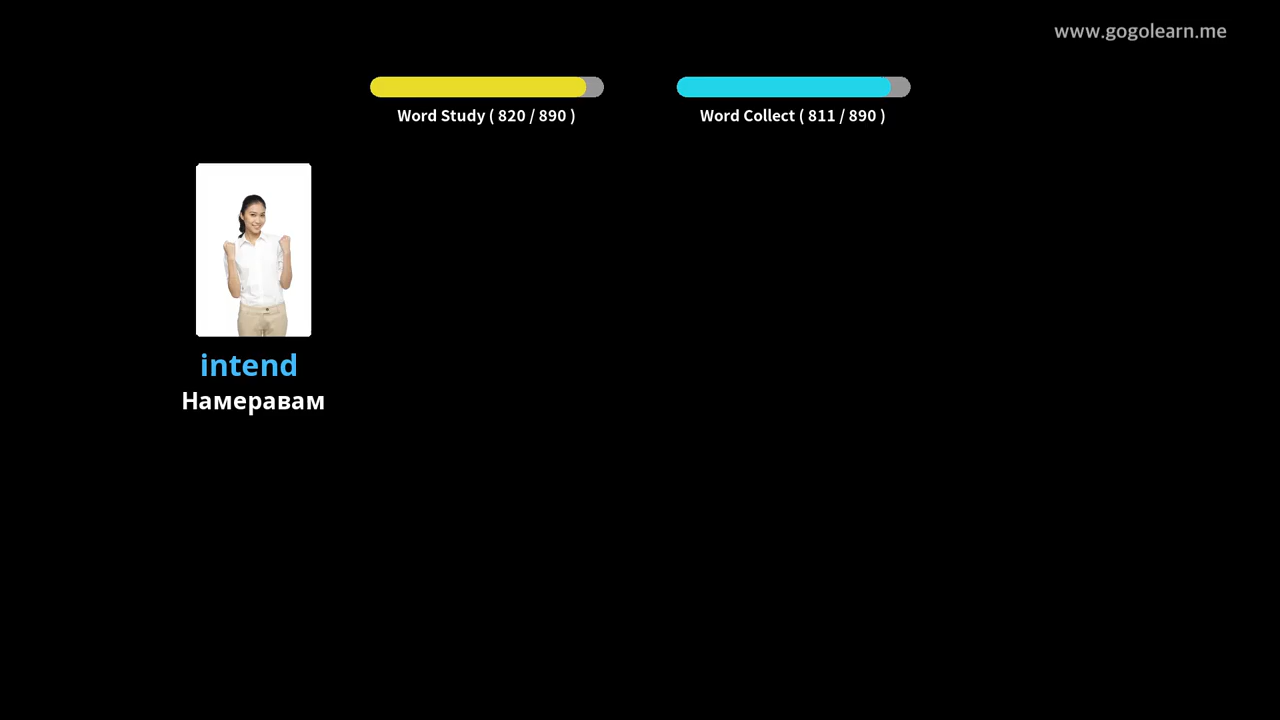 www.gogolearn.me
Word Study ( 820 / 890 )
Word Collect ( 811 / 890 )
intend
Намеравам